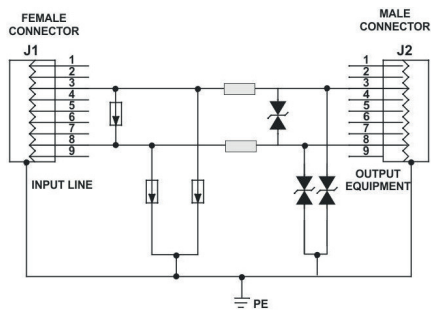 FEMALE
CONNECTOR
J1
1
2
3
4
5
6
7
8
9
INPUT LINE
MALE
CONNECTOR
J2
1
2
3
4
5
6
7
8
9
OUTPUT
EQUIPMENT
PE